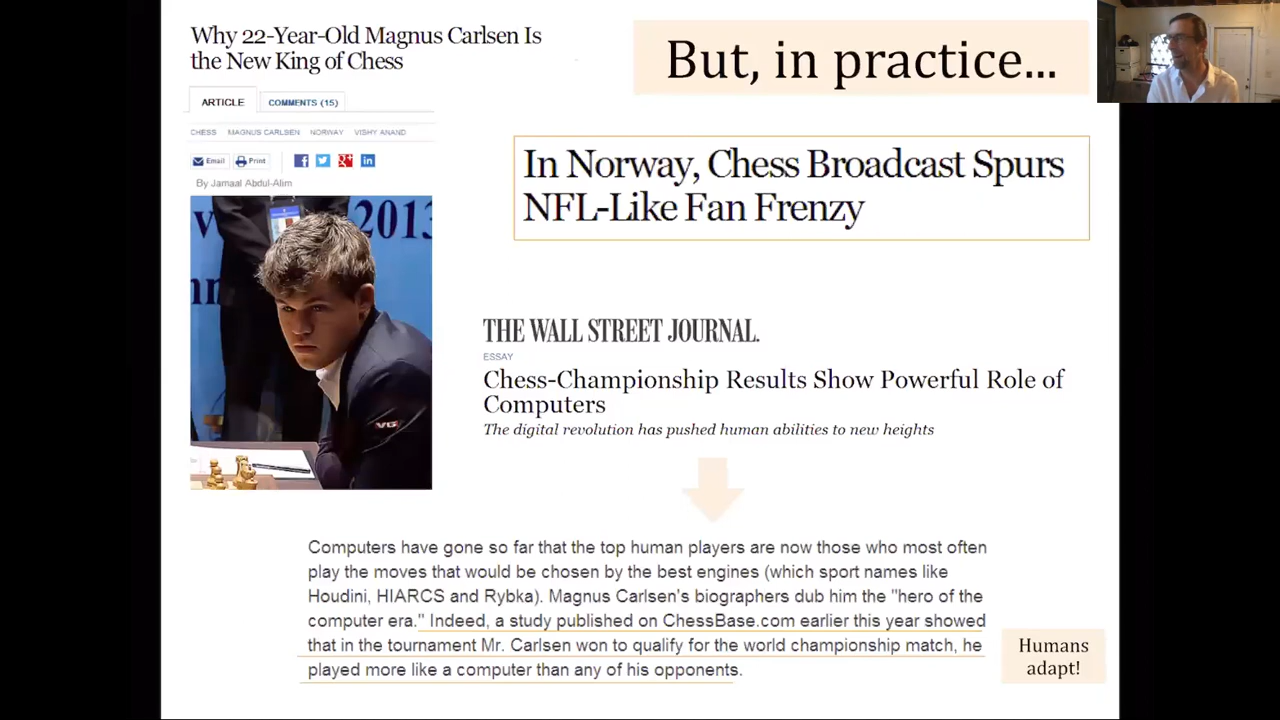 Why 22-Year-Old Magnus Carlsen Is
the New King of Chess
ARTICLE
COMMENTS (15)
CHESS MAGNUS CARLSEN NORWAY VISHY ANAND
Email Print
By Jamaal Abdul-Alim
2013
VG
But, in practice...
In Norway, Chess Broadcast Spurs
NFL-Like Fan Frenzy
THE WALL STREET JOURNAL.
ESSAY
Chess-Championship Results Show Powerful Role of
Computers
The digital revolution has pushed human abilities to new heights
Computers have gone so far that the top human players are now those who most often
play the moves that would be chosen by the best engines (which sport names like
Houdini, HIARCS and Rybka). Magnus Carlsen's biographers dub him the "hero of the
computer era." Indeed, a study published on ChessBase.com earlier this year showed
that in the tournament Mr. Carlsen won to qualify for the world championship match, he
played more like a computer than any of his opponents.
Humans
adapt!